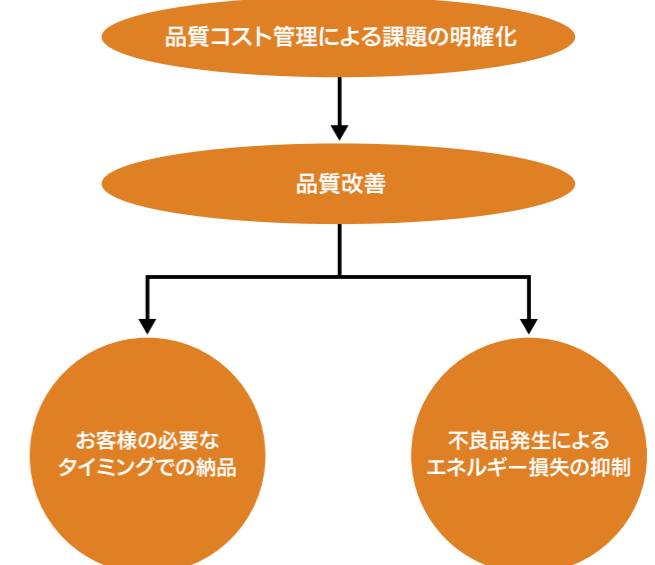 品質コスト管理による課題の明確化
品質改善
お客様の必要な
タイミングでの納品
不良品発生による
エネルギー損失の抑制